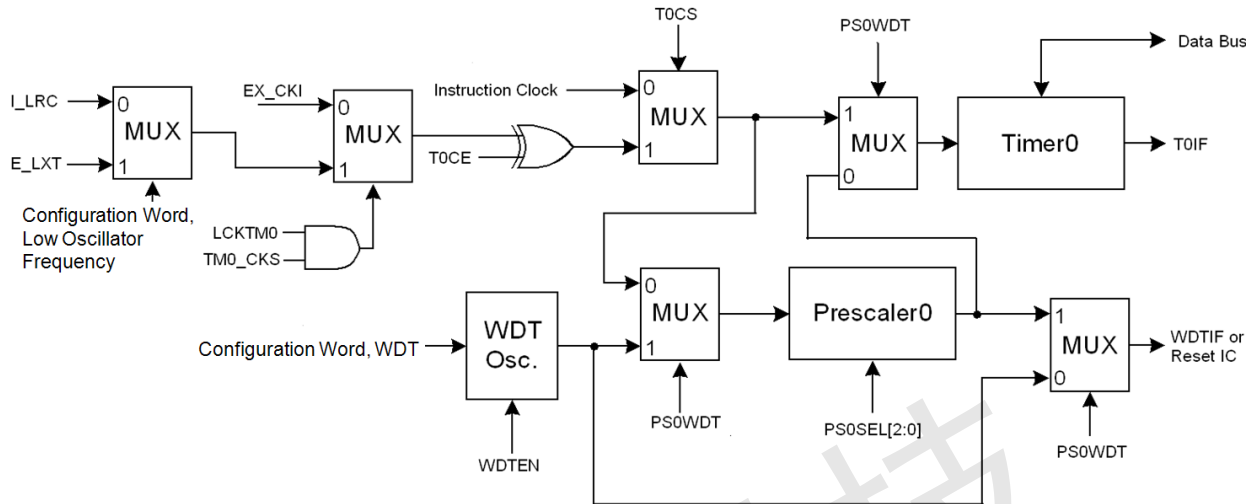 T0CS
PS0WDT
Data Bus
I_LRC
0
MUX
E_LXT
1
Configuration Word,
Low Oscillator
Frequency
EX_CKI
0
MUX
1
T0CE
LCKTM0
TM0_CKS
Instruction Clock
0
MUX
1
1
MUX
0
Timer0
T0IF
Configuration Word, WDT
WDT
Osc.
WDTEN
0
MUX
1
PS0WDT
Prescaler0
PS0SEL[2:0]
1
MUX
0
PS0WDT
WDTIF or
Reset IC
技